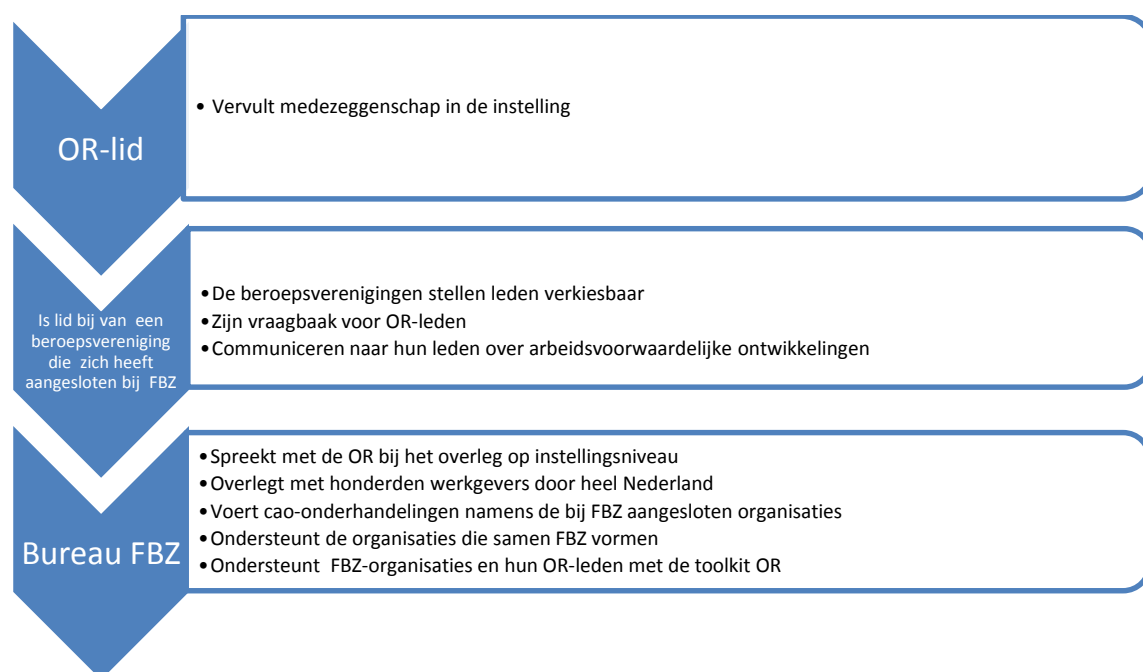 OR-lid
• Vervult medezeggenschap in de instelling
Is lid bij van een
beroepsvereniging
die zich heeft
aangesloten bij FBZ
•De beroepsverenigingen stellen leden verkiesbaar
•Zijn vraagbaak voor OR-leden
•Communiceren naar hun leden over arbeidsvoorwaardelijke ontwikkelingen
Bureau FBZ
•Spreekt met de OR bij het overleg op instellingsniveau
•Overlegt met honderden werkgevers door heel Nederland
•Voert cao-onderhandelingen namens de bij FBZ aangesloten organisaties
•Ondersteunt de organisaties die samen FBZ vormen
•Ondersteunt FBZ-organisaties en hun OR-leden met de toolkit OR